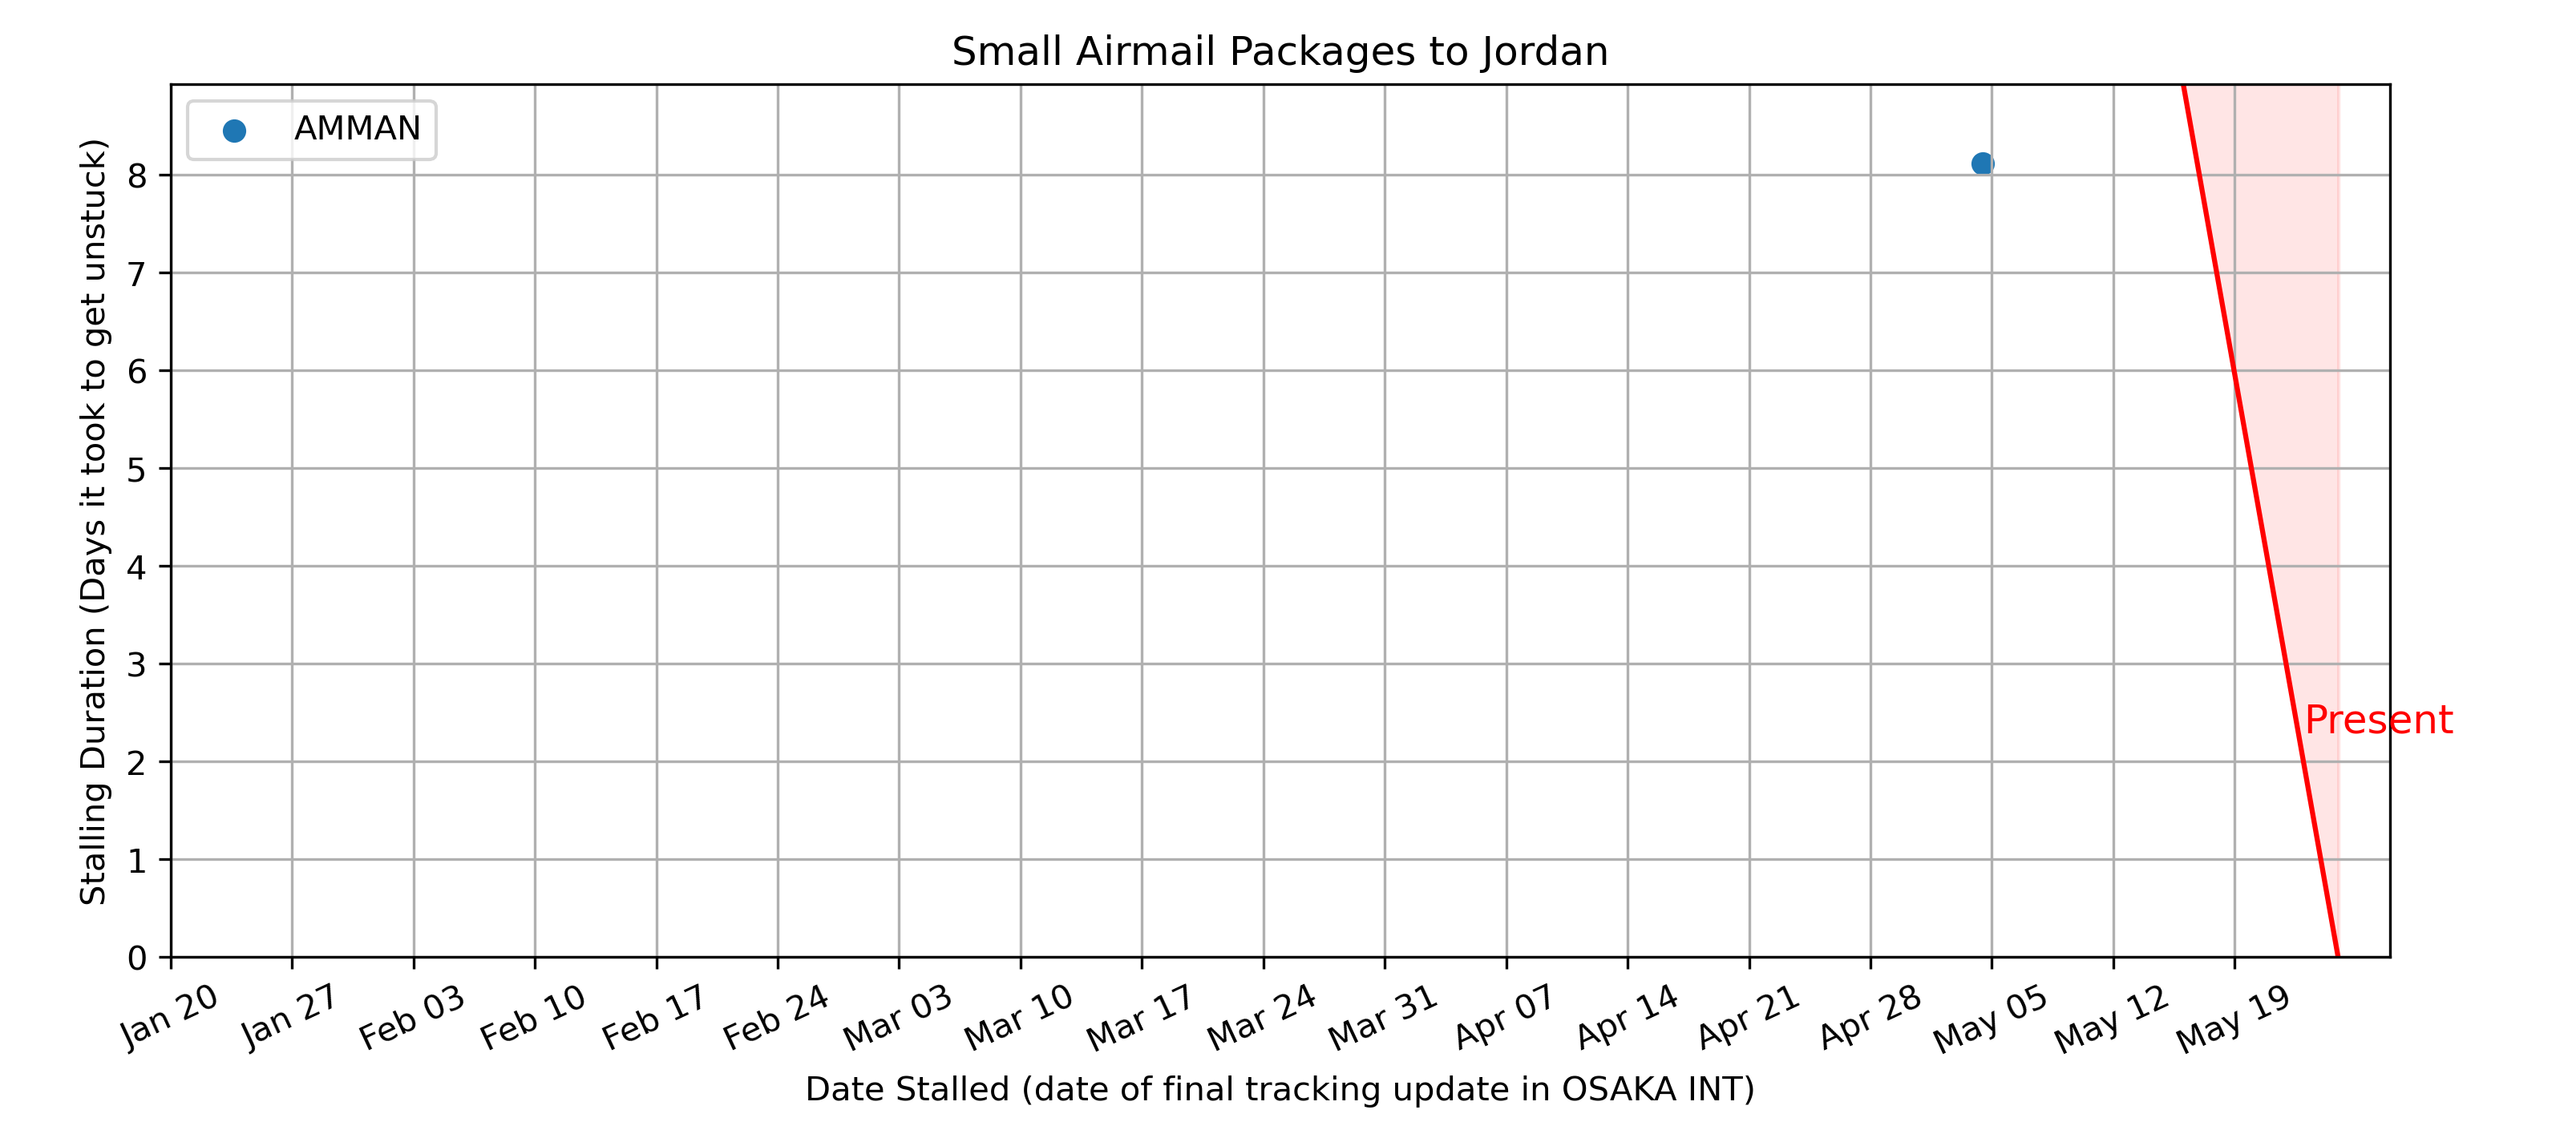 Small Airmail Packages to Jordan
AMMAN
Stalling Duration (Days it took to get unstuck)
8
7
6
5
4
3
2
1
0
Present
Jan 20
Jan 27
Feb 03
Feb 10
Feb 17
Feb 24
Mar 03
Mar 10
Mar 17
Mar 24
Mar 31
Apr 07
Apr 14
Apr 21
Apr 28
May 05
May 12
May 19
Date Stalled (date of final tracking update in OSAKA INT)